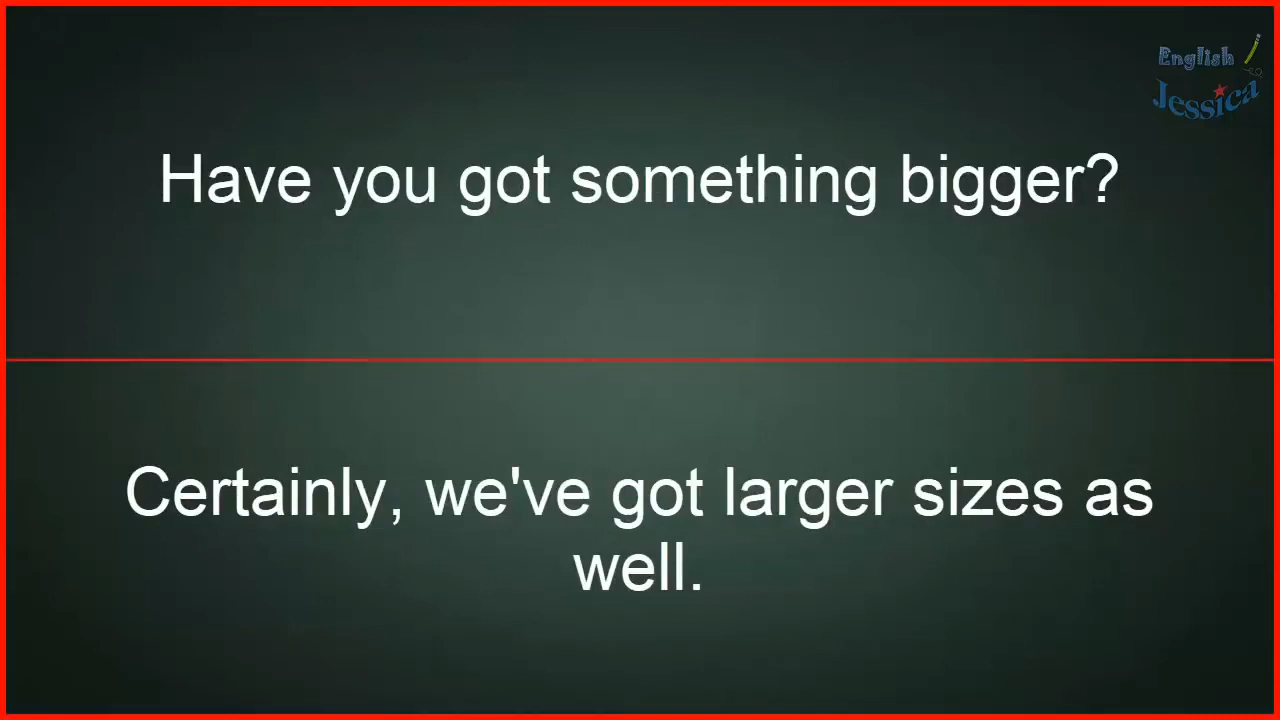 English
Jessica
Have you got something bigger?
Certainly, we've got larger sizes as
well.